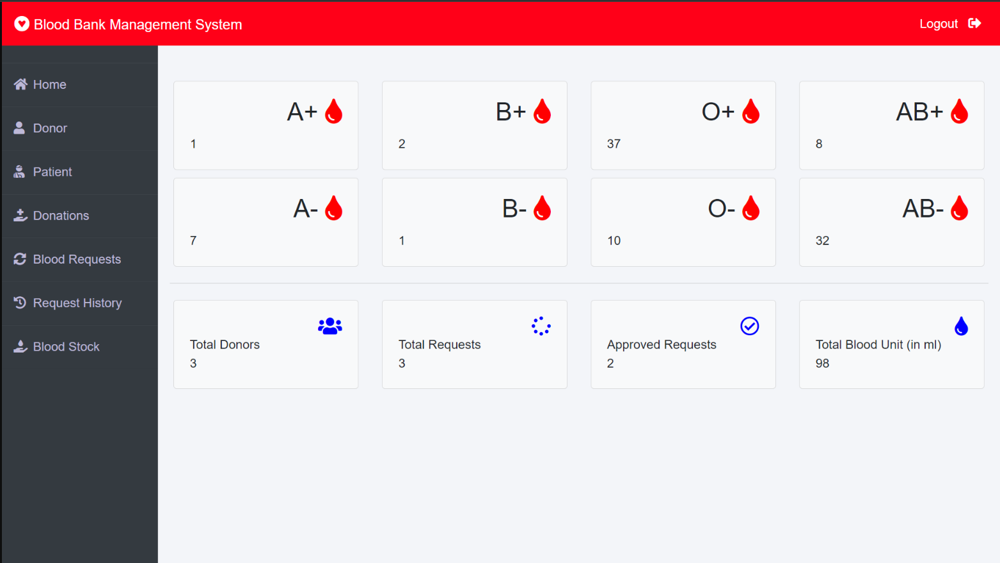 Blood Bank Management System
Logout
Home
Donor
Patient
Donations
Blood Requests
Request History
Blood Stock
A+
1
B+
2
O+
37
AB+
8
A-
7
B-
1
O-
10
AB-
32
Total Donors
3
Total Requests
3
Approved Requests
2
Total Blood Unit (in ml)
98